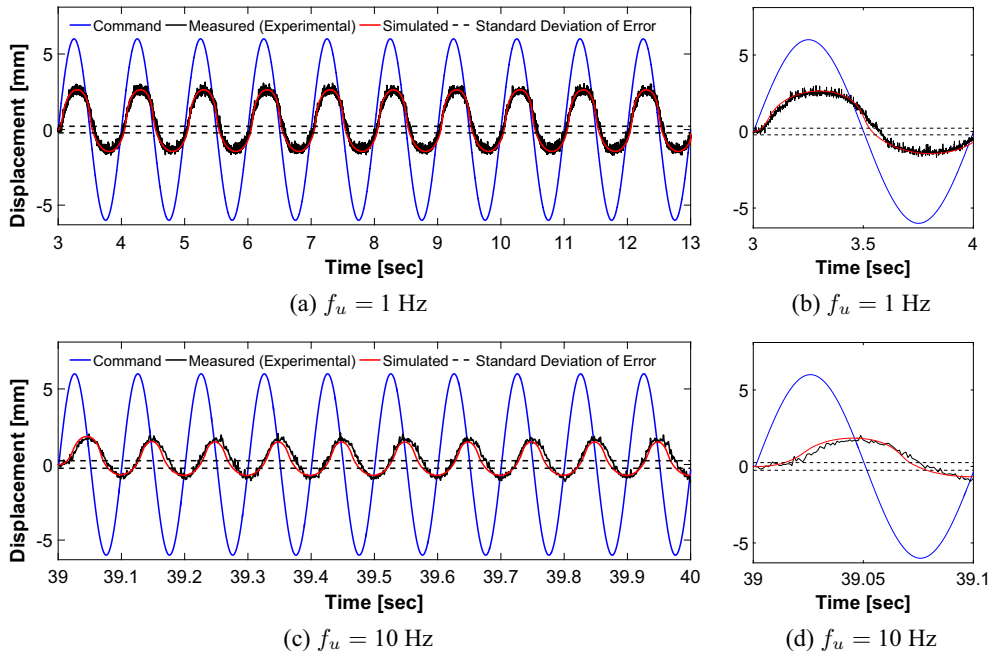 Command Measured (Experimental) Simulated Standard Deviation of Error
Displacement [mm]
5
0
-5
3 4 5 6 7 8 9 10 11 12 13
Time [sec]
(a) f_u = 1 Hz
5
0
-5
3 3.5 4
Time [sec]
(b) f_u = 1 Hz
Command Measured (Experimental) Simulated Standard Deviation of Error
Displacement [mm]
5
0
-5
39 39.1 39.2 39.3 39.4 39.5 39.6 39.7 39.8 39.9 40
Time [sec]
(c) f_u = 10 Hz
5
0
-5
39 39.05 39.1
Time [sec]
(d) f_u = 10 Hz